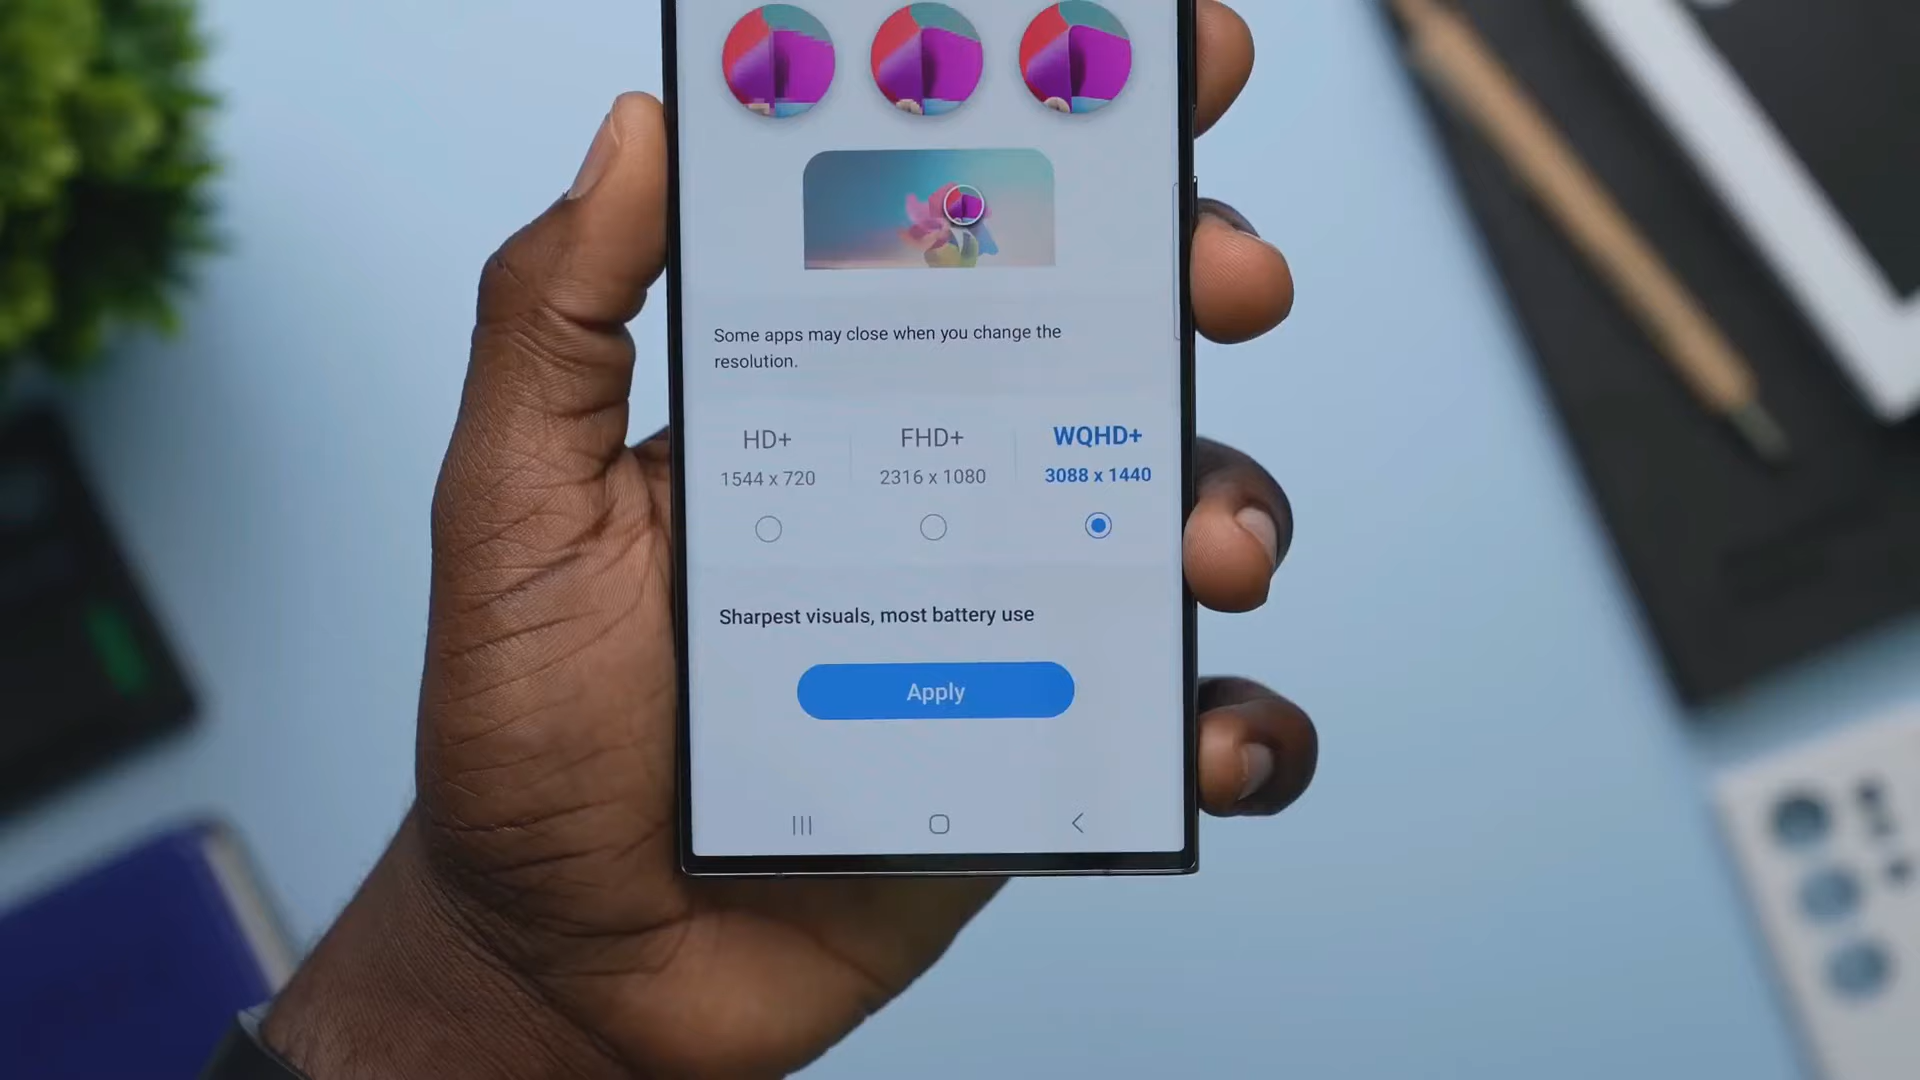 Some apps may close when you change the
resolution.
HD+
FHD+
WQHD+
1544 x 720
2316 x 1080
3088 x 1440
Sharpest visuals, most battery use
Apply